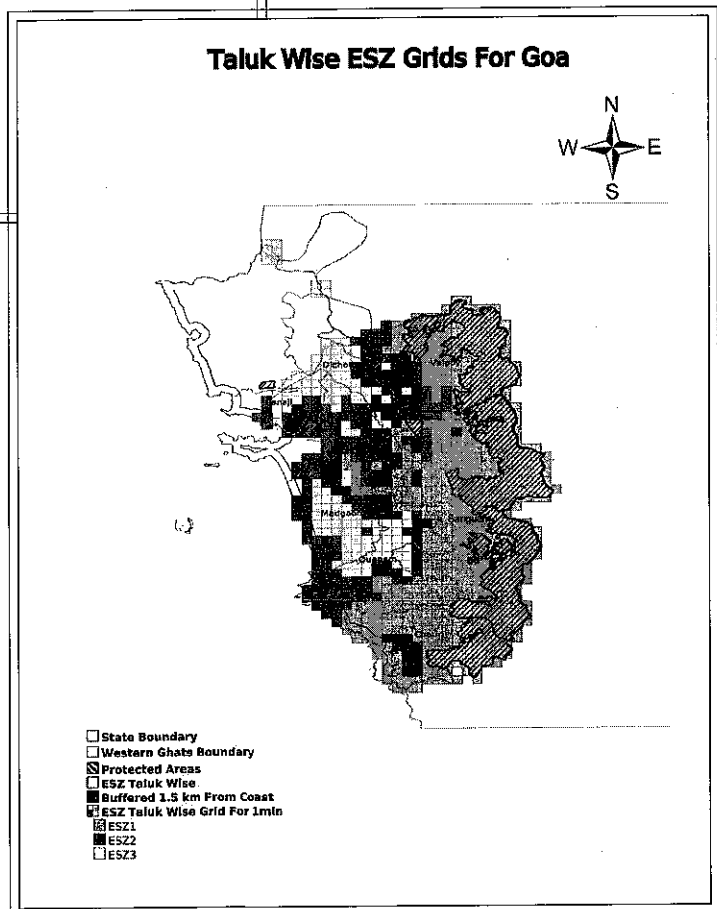 Taluk Wise ESZ Grids For Goa
N
W E
S
Madgao
State Boundary
Western Ghats Boundary
Protected Areas
ESZ Taluk Wise
Buffered 1.5 km From Coast
ESZ Taluk Wise Grid For 1min
ESZ1
ESZ2
ESZ3